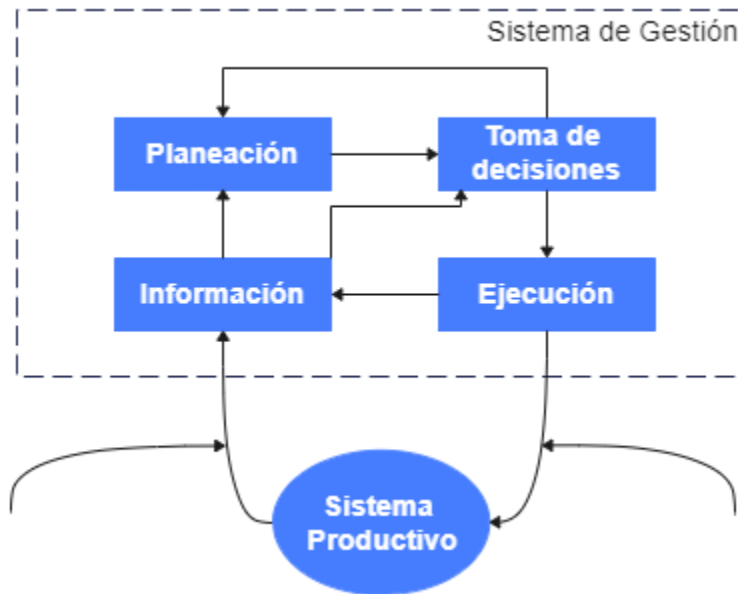 Sistema de Gestión
Planeación
Toma de
decisiones
Información
Ejecución
Sistema
Productivo